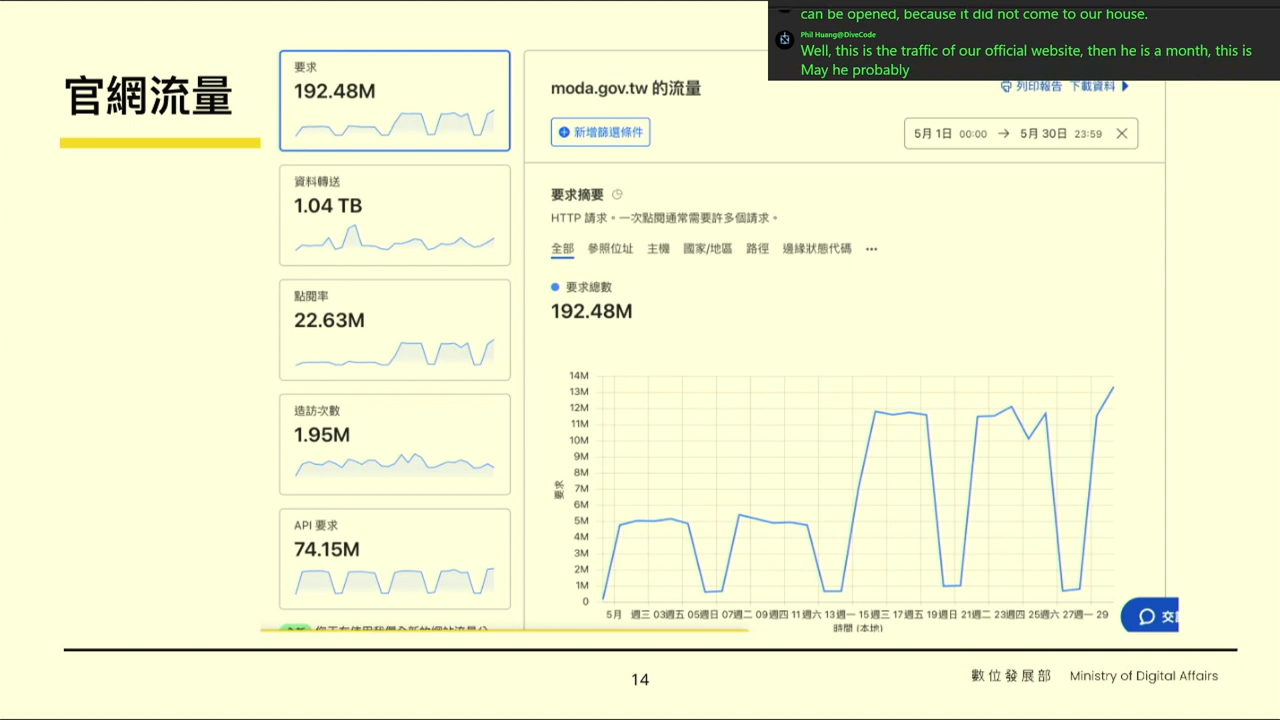 can be opened, because it did not come to our house.
Phil Huang@DiveCode
Well, this is the traffic of our official website, then he is a month, this is
May he probably
官網流量
要求
192.48M
資料轉送
1.04 TB
點閱率
22.63M
造訪次數
1.95M
API 要求
74.15M
moda.gov.tw 的流量
列印報告 下載資料
新增篩選條件
5月 1日 00:00 → 5月 30日 23:59
要求摘要
HTTP 請求。一次點閱通常需要許多個請求。
全部 參照位址 主機 國家/地區 路徑 邊緣狀態代碼 •••
要求總數
192.48M
14M
13M
12M
11M
10M
9M
8M
7M
6M
5M
4M
3M
2M
1M
0
要求
5月 週三 03週五 05週日 07週二 09週四 11週六 13週一 15週三 17週五 19週日 21週二 23週四 25週六 27週一 29
時間 (本地)
14
數位發展部 Ministry of Digital Affairs